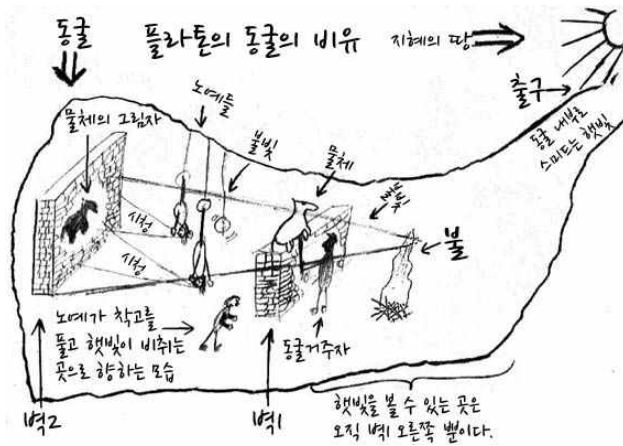 동굴
플라톤의 동굴의 비유
지혜의 땅
출구
동굴 내부로
스미드는 햇빛
노예들
물체의 그림자
불빛
물체
불
시청
시청
노예가 착고를
풀고 햇빛이 비취는
곳으로 향하는 모습
동굴거주자
벽2
벽1
햇빛을 볼 수 있는 곳은
오직 벽1 오른쪽 뿐이다.